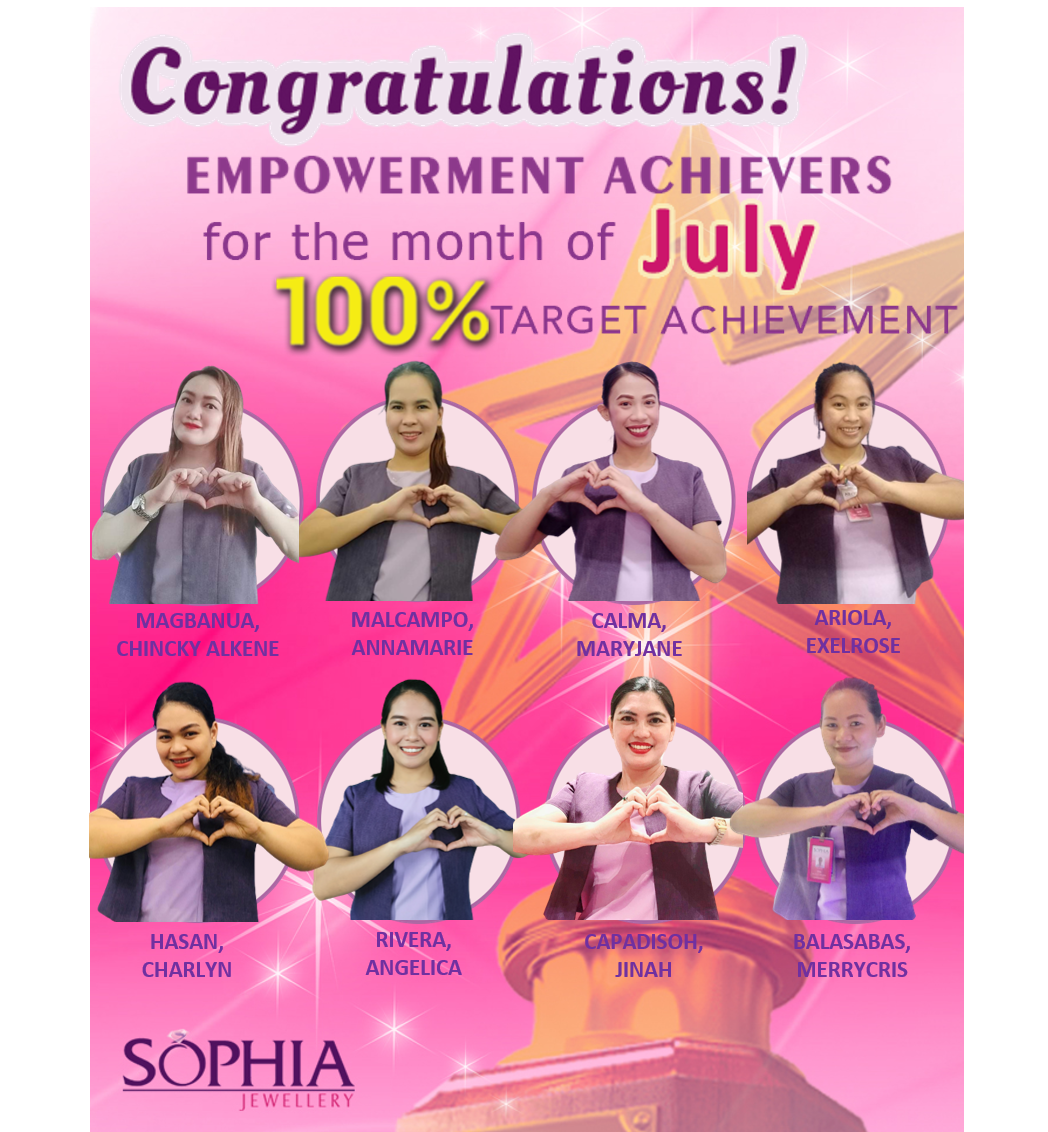 Congratulations!
EMPOWERMENT ACHIEVERS
for the month of July
100% TARGET ACHIEVEMENT
MAGBANUA,
CHINCKY ALKENE
MALCAMPO,
ANNAMARIE
CALMA,
MARYJANE
ARIOLA,
EXELROSE
HASAN,
CHARLYN
RIVERA,
ANGELICA
CAPADISOH,
JINAH
BALASABAS,
MERRYCRIS
SOPHIA
JEWELLERY